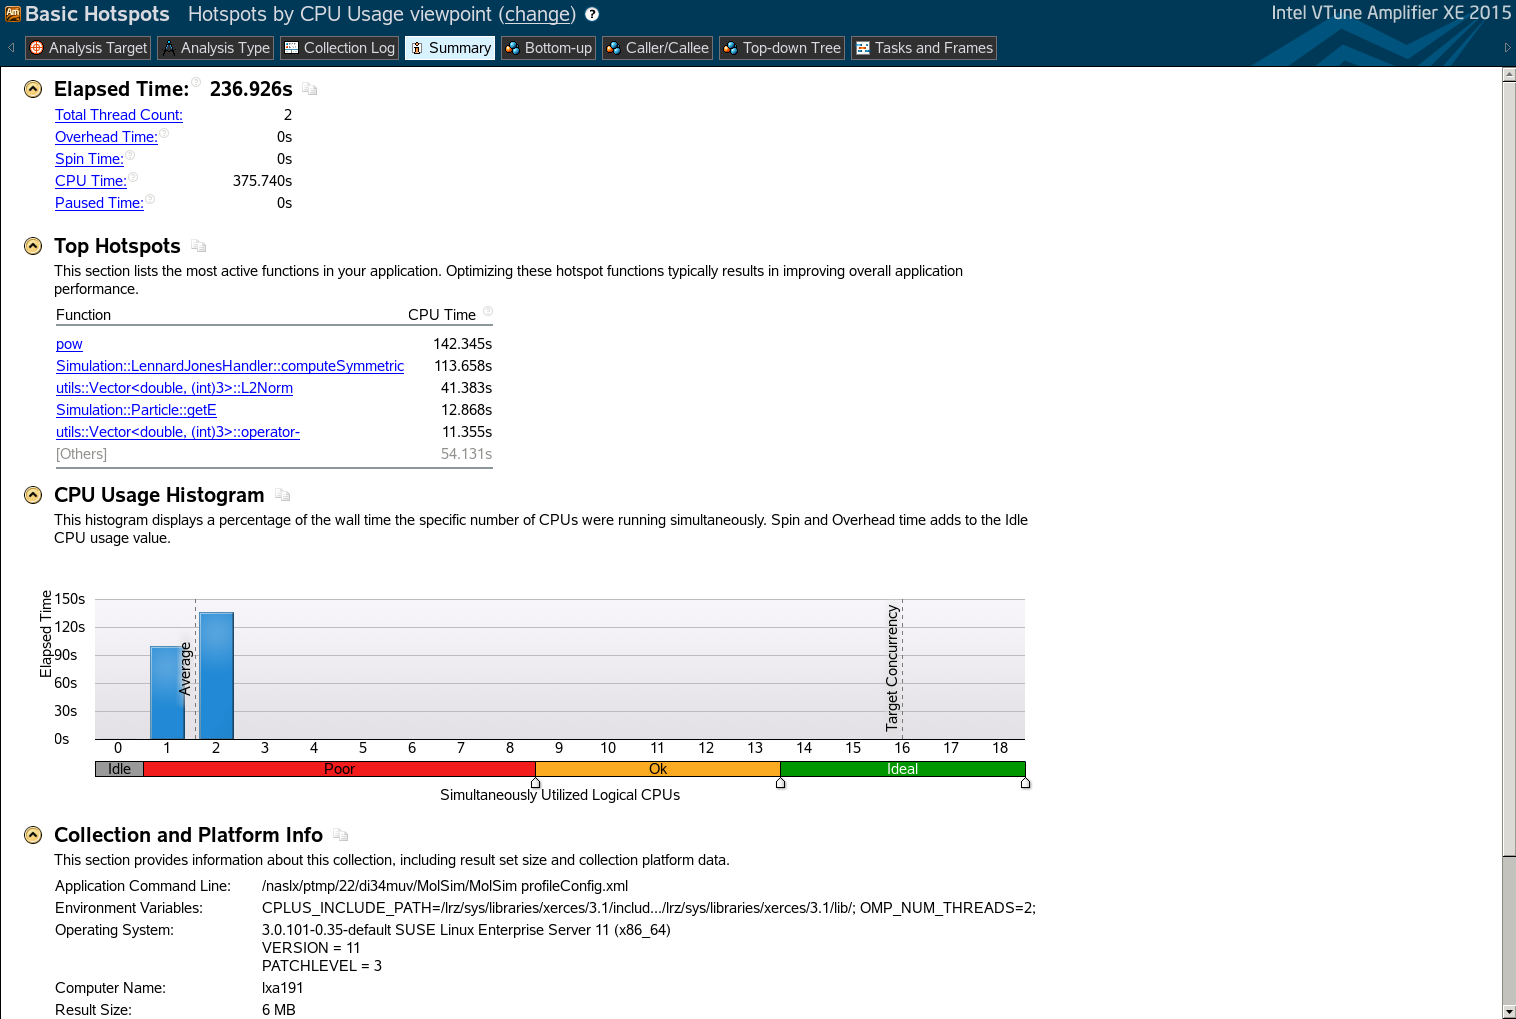 Basic Hotspots Hotspots by CPU Usage viewpoint (change) ? Intel VTune Amplifier XE 2015
Analysis Target Analysis Type Collection Log Summary Bottom-up Caller/Callee Top-down Tree Tasks and Frames
Elapsed Time: ? 236.926s
Total Thread Count: 2
Overhead Time: ? 0s
Spin Time: ? 0s
CPU Time: ? 375.740s
Paused Time: ? 0s
Top Hotspots
This section lists the most active functions in your application. Optimizing these hotspot functions typically results in improving overall application
performance.
Function CPU Time ?
pow 142.345s
Simulation::LennardJonesHandler::computeSymmetric 113.658s
utils::Vector<double, (int)3>::L2Norm 41.383s
Simulation::Particle::getE 12.868s
utils::Vector<double, (int)3>::operator- 11.355s
[Others] 54.131s
CPU Usage Histogram
This histogram displays a percentage of the wall time the specific number of CPUs were running simultaneously. Spin and Overhead time adds to the Idle
CPU usage value.
Elapsed Time
150s
120s
90s
60s
30s
0s
Average
Target Concurrency
0 1 2 3 4 5 6 7 8 9 10 11 12 13 14 15 16 17 18
Idle Poor Ok Ideal
Simultaneously Utilized Logical CPUs
Collection and Platform Info
This section provides information about this collection, including result set size and collection platform data.
Application Command Line: /naslx/ptmp/22/di34muv/MolSim/MolSim profileConfig.xml
Environment Variables: CPLUS_INCLUDE_PATH=/lrz/sys/libraries/xerces/3.1/includ.../lrz/sys/libraries/xerces/3.1/lib/; OMP_NUM_THREADS=2;
Operating System: 3.0.101-0.35-default SUSE Linux Enterprise Server 11 (x86_64)
VERSION = 11
PATCHLEVEL = 3
Computer Name: lxa191
Result Size: 6 MB